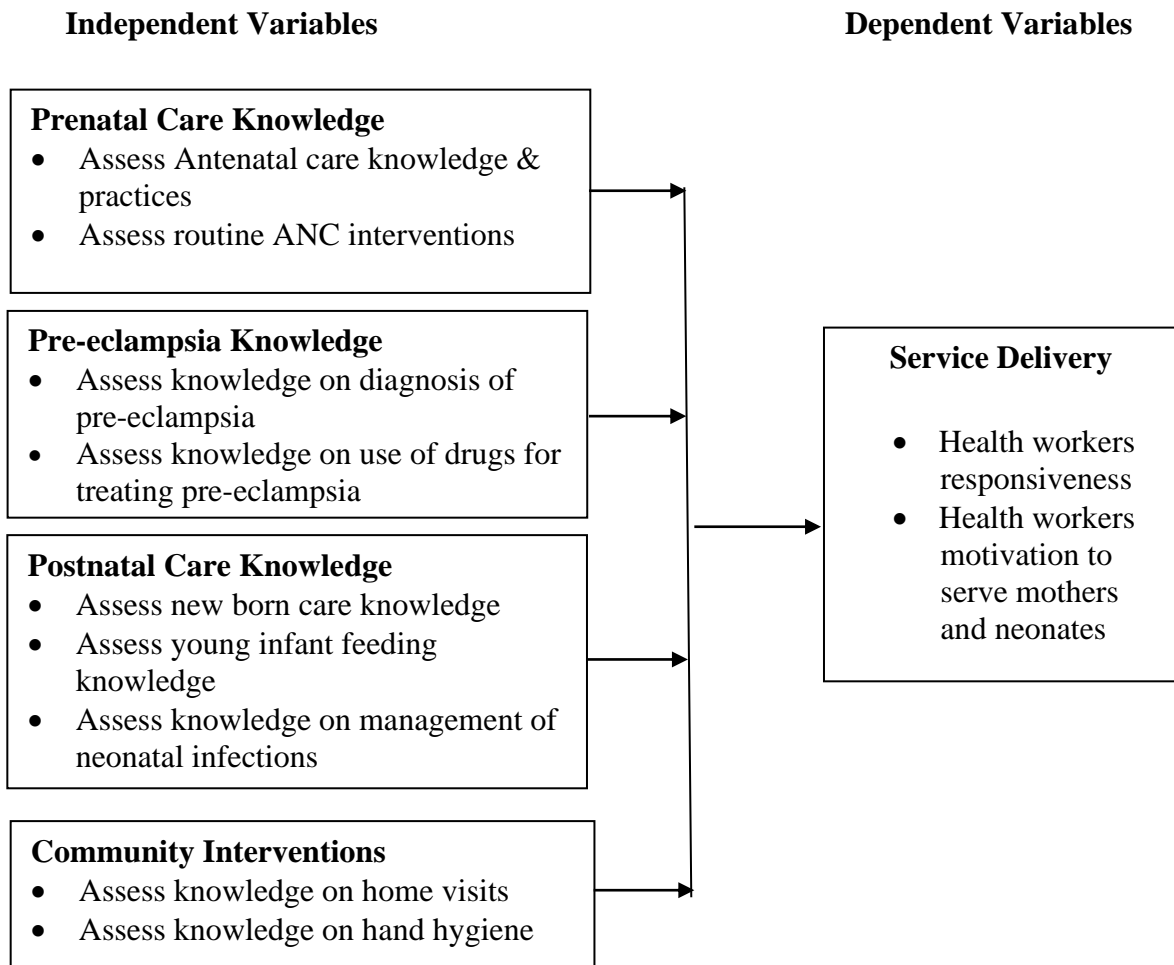 Independent Variables
Dependent Variables
Prenatal Care Knowledge
• Assess Antenatal care knowledge &
practices
• Assess routine ANC interventions
Pre-eclampsia Knowledge
• Assess knowledge on diagnosis of
pre-eclampsia
• Assess knowledge on use of drugs for
treating pre-eclampsia
Postnatal Care Knowledge
• Assess new born care knowledge
• Assess young infant feeding
knowledge
• Assess knowledge on management of
neonatal infections
Community Interventions
• Assess knowledge on home visits
• Assess knowledge on hand hygiene
Service Delivery
• Health workers
responsiveness
• Health workers
motivation to
serve mothers
and neonates